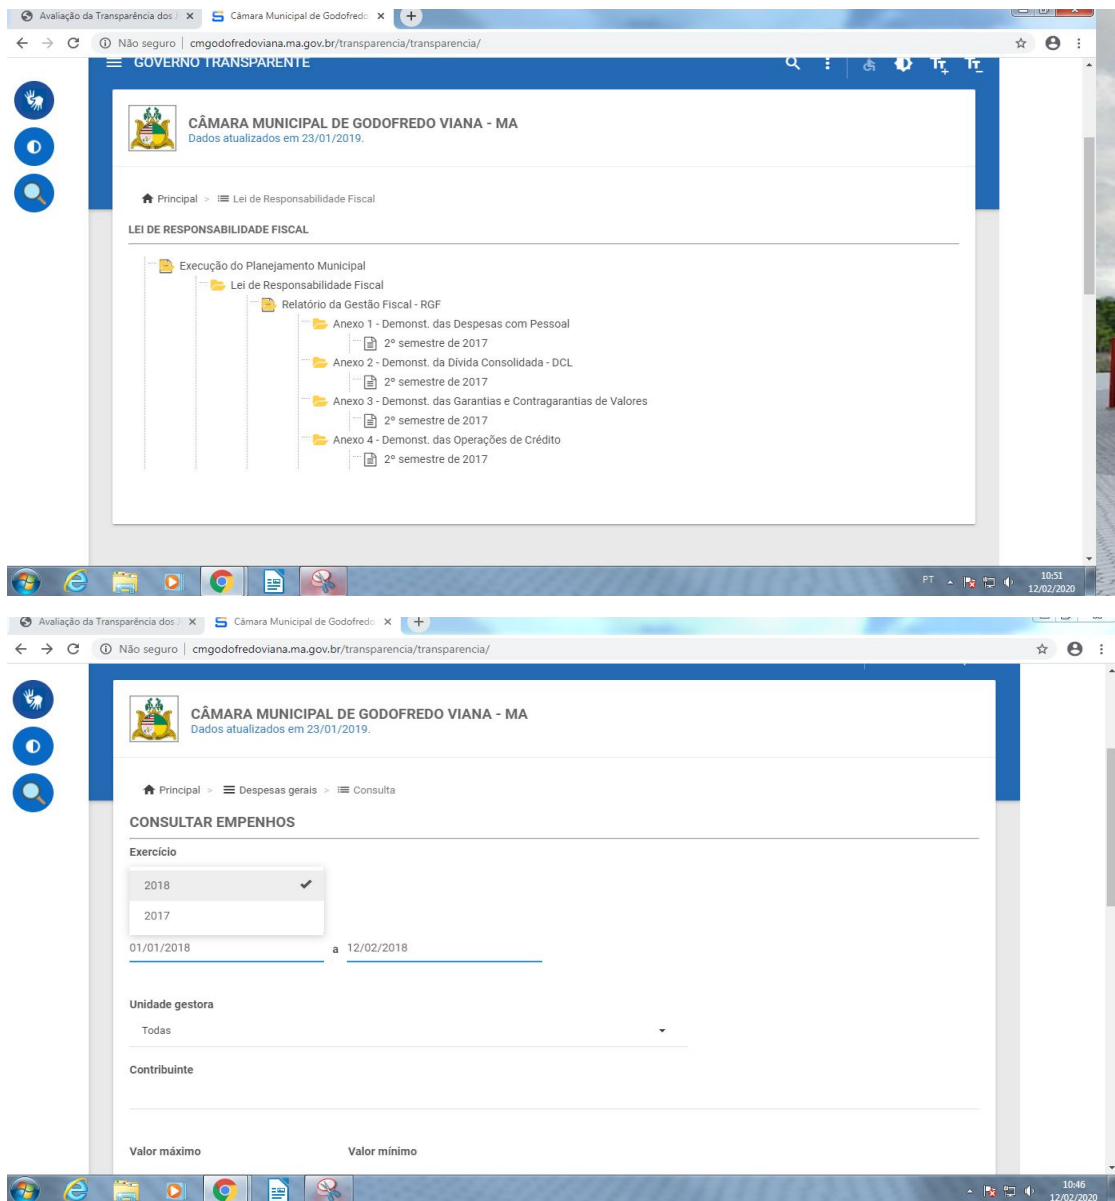 Avaliação da Transparência dos
Câmara Municipal de Godofredo
Não seguro | cmgodofredoviana.ma.gov.br/transparencia/transparencia/
GOVERNO TRANSPARENTE
CÂMARA MUNICIPAL DE GODOFREDO VIANA - MA
Dados atualizados em 23/01/2019.
Principal > Lei de Responsabilidade Fiscal
LEI DE RESPONSABILIDADE FISCAL
Execução do Planejamento Municipal
Lei de Responsabilidade Fiscal
Relatório da Gestão Fiscal - RGF
Anexo 1 - Demonst. das Despesas com Pessoal
2º semestre de 2017
Anexo 2 - Demonst. da Dívida Consolidada - DCL
2º semestre de 2017
Anexo 3 - Demonst. das Garantias e Contragarantias de Valores
2º semestre de 2017
Anexo 4 - Demonst. das Operações de Crédito
2º semestre de 2017
PT
10:51
12/02/2020
Avaliação da Transparência dos
Câmara Municipal de Godofredo
Não seguro | cmgodofredoviana.ma.gov.br/transparencia/transparencia/
CÂMARA MUNICIPAL DE GODOFREDO VIANA - MA
Dados atualizados em 23/01/2019.
Principal > Despesas gerais > Consulta
CONSULTAR EMPENHOS
Exercício
2018
2017
01/01/2018 a 12/02/2018
Unidade gestora
Todas
Contribuinte
Valor máximo Valor mínimo
10:46
12/02/2020